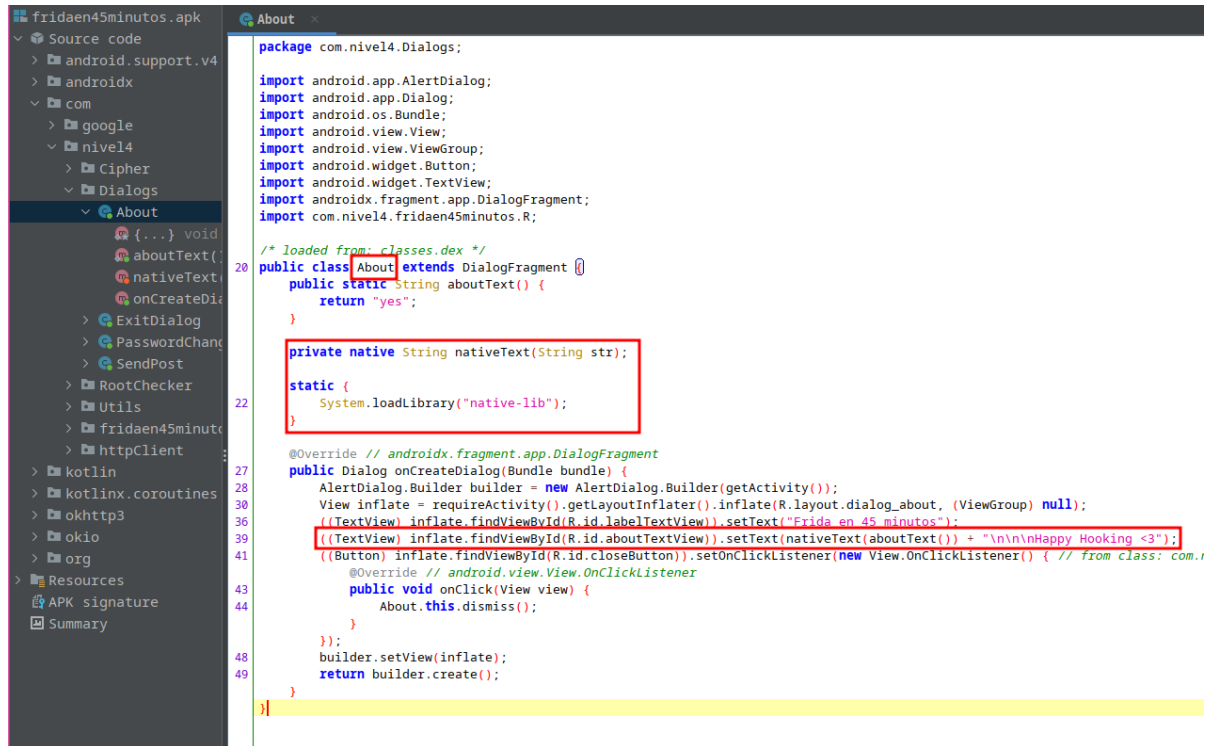 fridaen45minutos.apk
Source code
android.support.v4
androidx
com
google
nivel4
Cipher
Dialogs
About
{...} void
aboutText(
nativeText(
onCreateDia
ExitDialog
PasswordChang
SendPost
RootChecker
Utils
fridaen45minuto
httpClient
kotlin
kotlinx.coroutines
okhttp3
okio
org
Resources
APK signature
Summary
About ×
package com.nivel4.Dialogs;
import android.app.AlertDialog;
import android.app.Dialog;
import android.os.Bundle;
import android.view.View;
import android.view.ViewGroup;
import android.widget.Button;
import android.widget.TextView;
import androidx.fragment.app.DialogFragment;
import com.nivel4.fridaen45minutos.R;
/* loaded from: classes.dex */
20 public class About extends DialogFragment {
public static String aboutText() {
return "yes";
}
private native String nativeText(String str);
static {
22 System.loadLibrary("native-lib");
}
@Override // androidx.fragment.app.DialogFragment
27 public Dialog onCreateDialog(Bundle bundle) {
28 AlertDialog.Builder builder = new AlertDialog.Builder(getActivity());
30 View inflate = requireActivity().getLayoutInflater().inflate(R.layout.dialog_about, (ViewGroup) null);
36 ((TextView) inflate.findViewById(R.id.labelTextView)).setText("Frida en 45 minutos");
39 ((TextView) inflate.findViewById(R.id.aboutTextView)).setText(nativeText(aboutText()) + "\n\n\nHappy Hooking <3");
41 ((Button) inflate.findViewById(R.id.closeButton)).setOnClickListener(new View.OnClickListener() { // from class: com.n
@Override // android.view.View.OnClickListener
43 public void onClick(View view) {
44 About.this.dismiss();
}
});
48 builder.setView(inflate);
49 return builder.create();
}
}